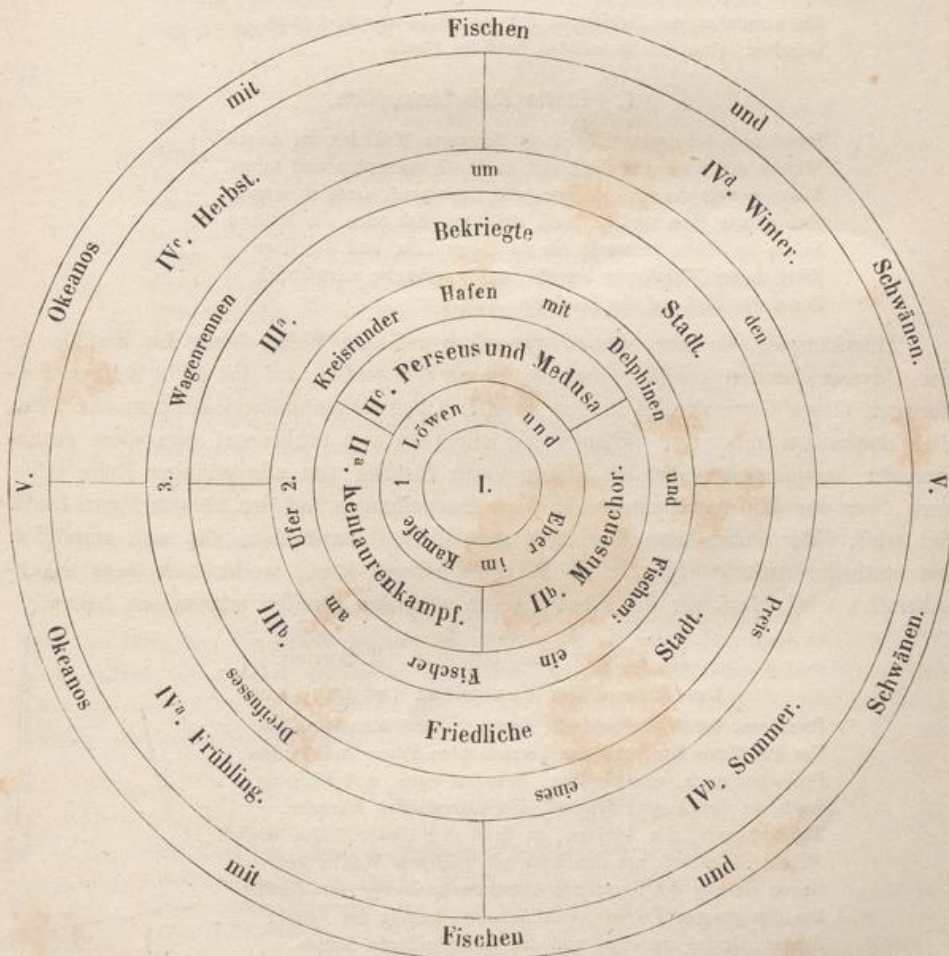 V. Okeanos mit Fischen und Schwänen.
V. Okeanos mit Fischen und Schwänen.
IVᶜ. Herbst.
IVᵈ. Winter.
IVᵃ. Frühling.
IVᵇ. Sommer.
3. Wagenrennen um den Preis eines Dreifusses
IIIᵃ. Bekriegte Stadt.
IIIᵇ. Friedliche Stadt.
2. Kreisrunder Hafen mit Delphinen und Fischen; ein Fischer am Ufer
IIᶜ. Perseus und Medusa
IIᵃ. Kentaurenkampf.
IIᵇ. Musenchor.
1. Löwen und Eber im Kampfe
I.